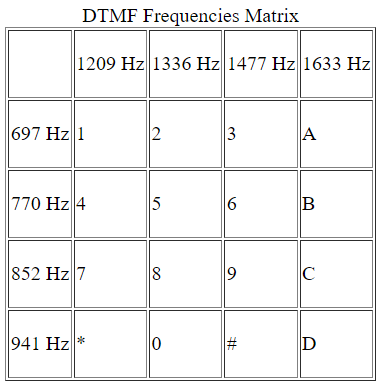 DTMF Frequencies Matrix
1209 Hz 1336 Hz 1477 Hz 1633 Hz
697 Hz 1 2 3 A
770 Hz 4 5 6 B
852 Hz 7 8 9 C
941 Hz * 0 # D